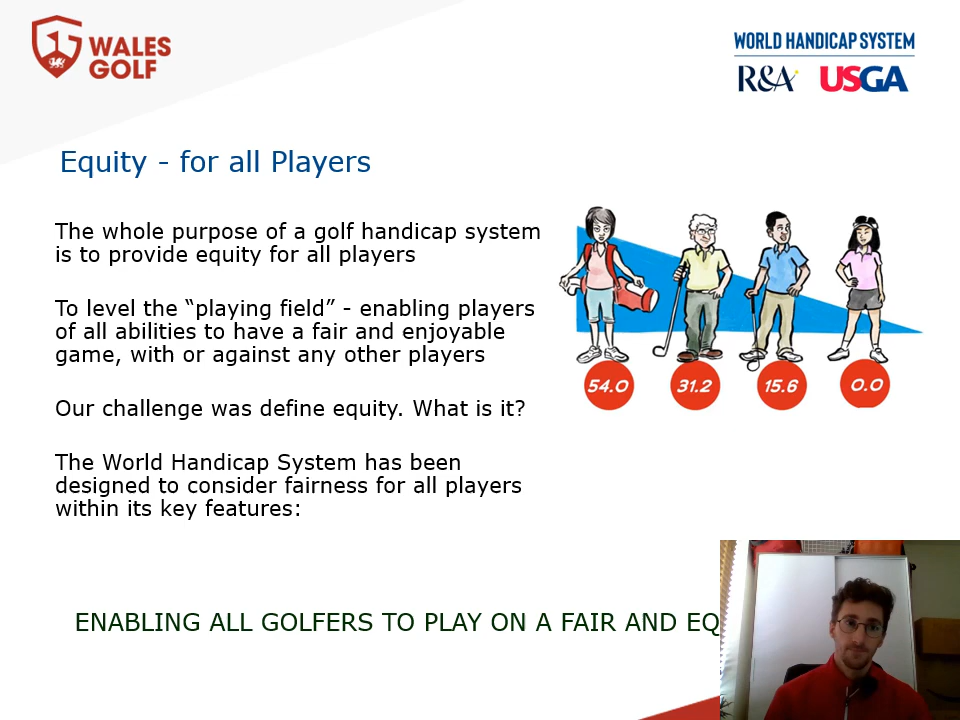 WALES
GOLF
WORLD HANDICAP SYSTEM
R&A USGA
Equity - for all Players
The whole purpose of a golf handicap system
is to provide equity for all players
To level the “playing field” - enabling players
of all abilities to have a fair and enjoyable
game, with or against any other players
Our challenge was define equity. What is it?
The World Handicap System has been
designed to consider fairness for all players
within its key features:
54.0 31.2 15.6 0.0
ENABLING ALL GOLFERS TO PLAY ON A FAIR AND EQ